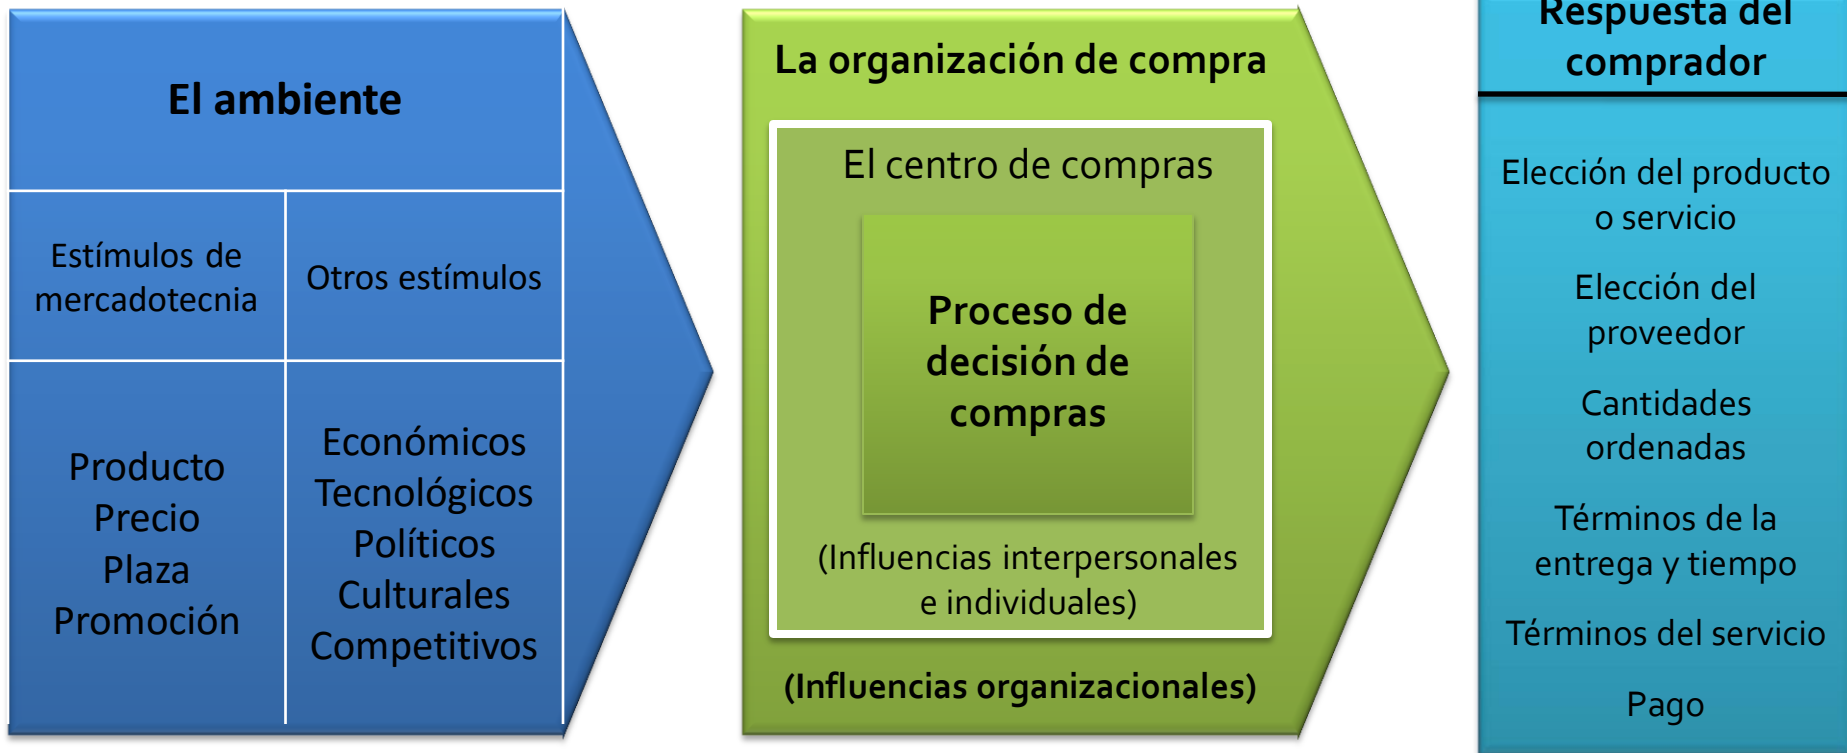 El ambiente
Estímulos de
mercadotecnia
Otros estímulos
Producto
Precio
Plaza
Promoción
Económicos
Tecnológicos
Políticos
Culturales
Competitivos
La organización de compra
El centro de compras
Proceso de
decisión de
compras
(Influencias interpersonales
e individuales)
(Influencias organizacionales)
Respuesta del
comprador
Elección del producto
o servicio
Elección del
proveedor
Cantidades
ordenadas
Términos de la
entrega y tiempo
Términos del servicio
Pago